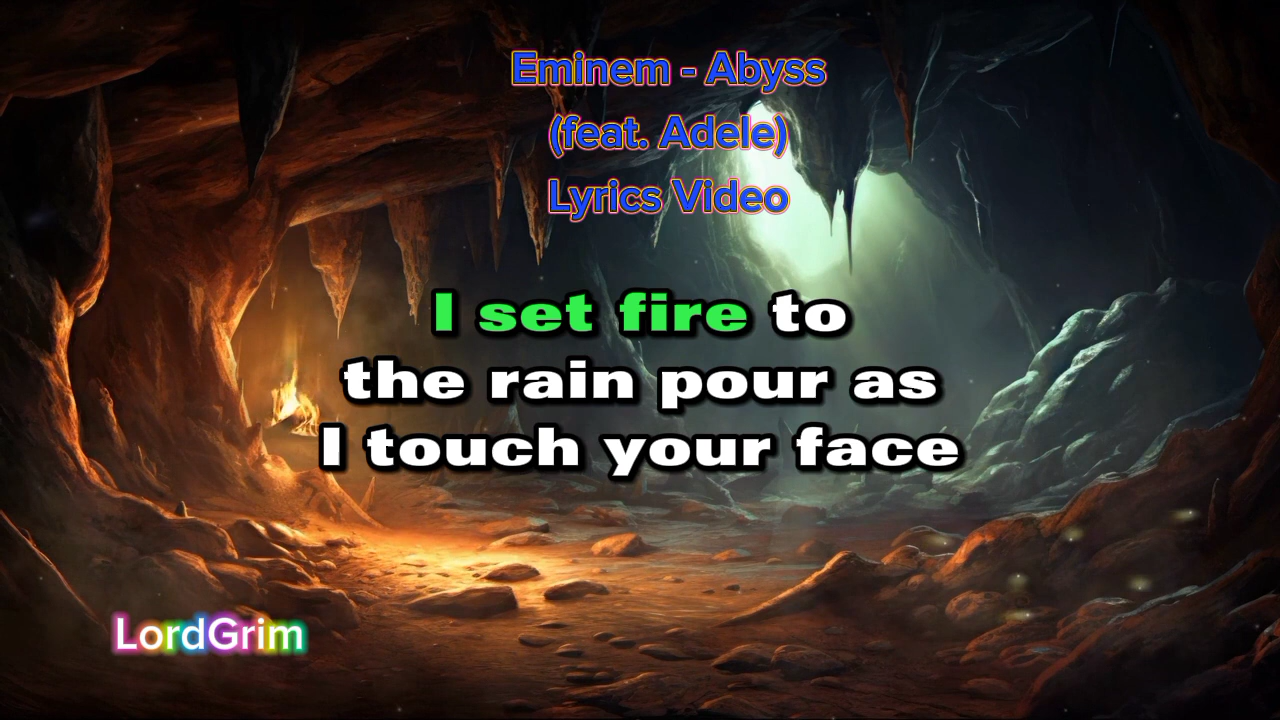 Eminem - Abyss
(feat. Adele)
Lyrics Video
I set fire to
the rain pour as
I touch your face
LordGrim